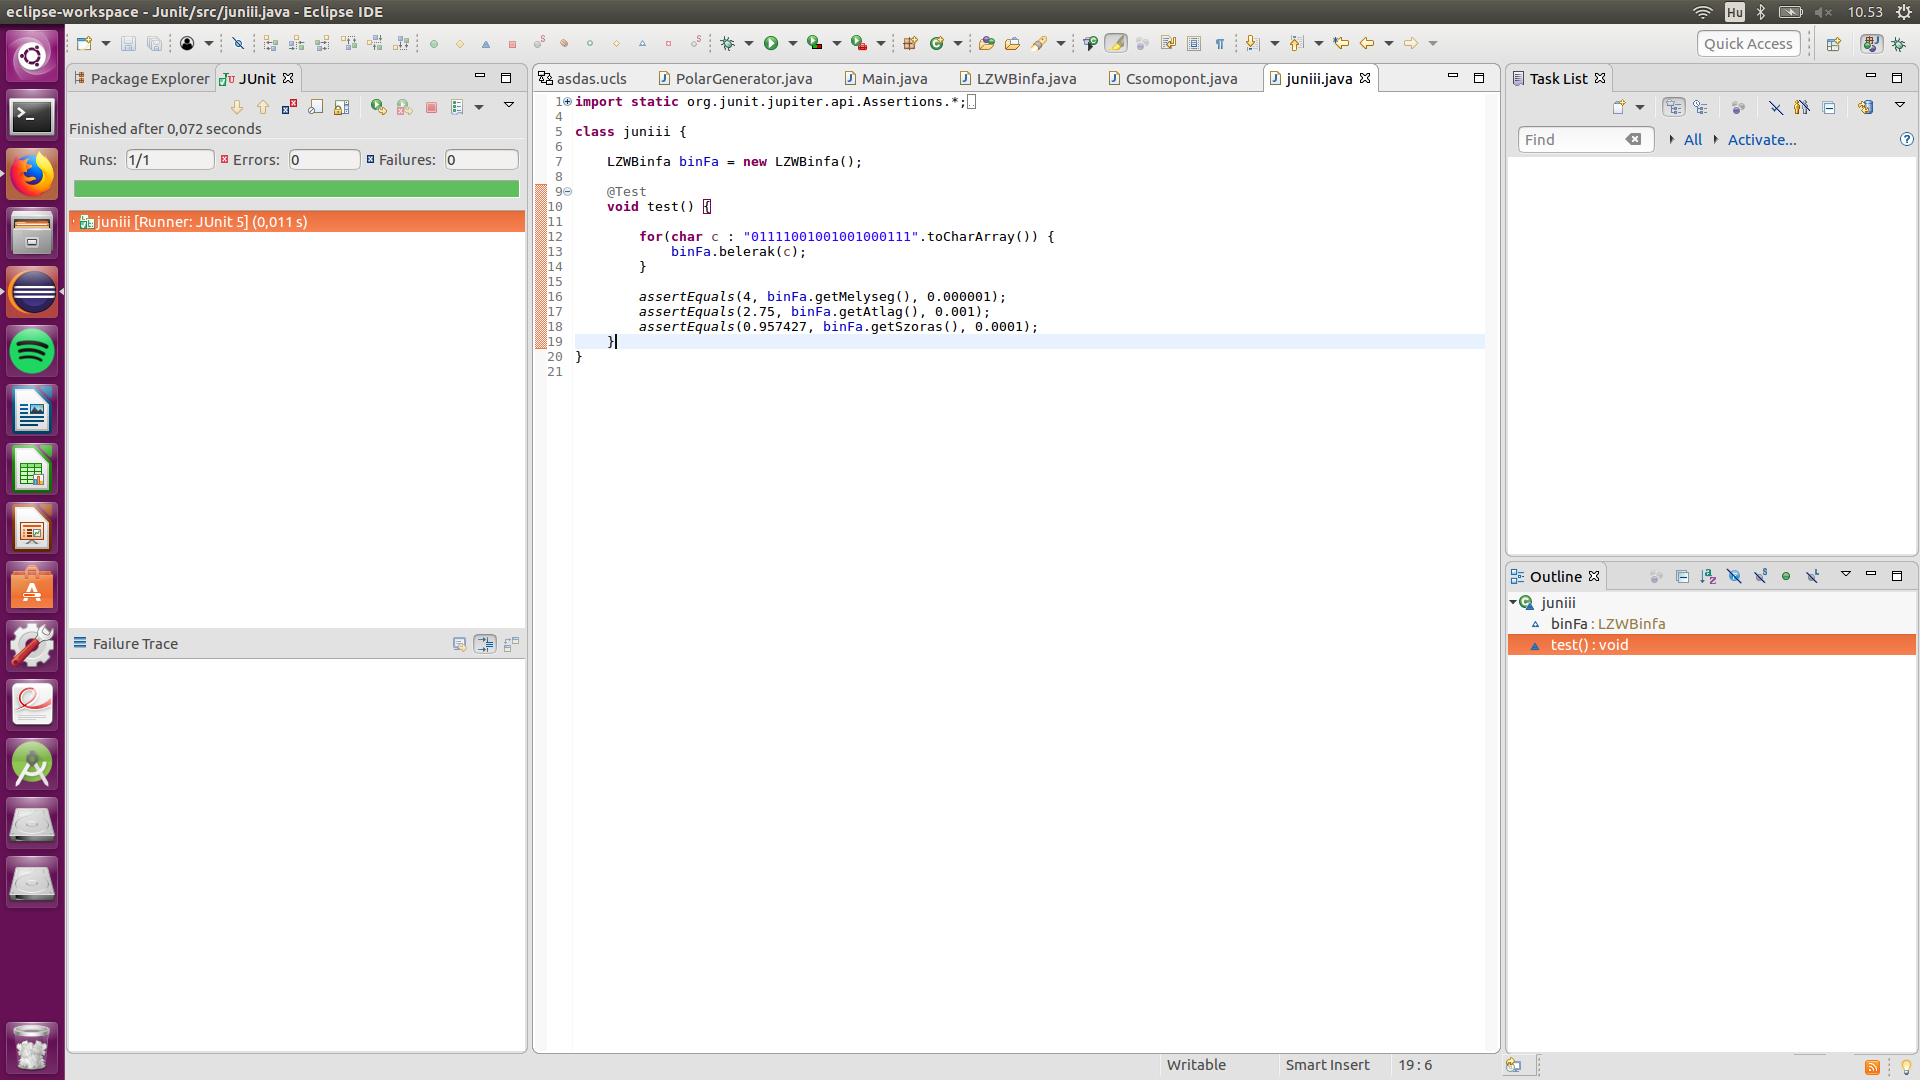 eclipse-workspace - Junit/src/juniii.java - Eclipse IDE
Hu
10.53
Quick Access
Package Explorer
JUnit
Finished after 0,072 seconds
Runs: 1/1
Errors: 0
Failures: 0
juniii [Runner: JUnit 5] (0,011 s)
Failure Trace
asdas.ucls
PolarGenerator.java
Main.java
LZWBinfa.java
Csomopont.java
juniii.java
1 import static org.junit.jupiter.api.Assertions.*;
4
5 class juniii {
6
7 LZWBinfa binFa = new LZWBinfa();
8
9 @Test
10 void test() {
11
12 for(char c : "01111001001001000111".toCharArray()) {
13 binFa.belerak(c);
14 }
15
16 assertEquals(4, binFa.getMelyseg(), 0.000001);
17 assertEquals(2.75, binFa.getAtlag(), 0.001);
18 assertEquals(0.957427, binFa.getSzoras(), 0.0001);
19 }
20 }
21
Task List
Find
All
Activate...
Outline
juniii
binFa : LZWBinfa
test() : void
Writable
Smart Insert
19 : 6